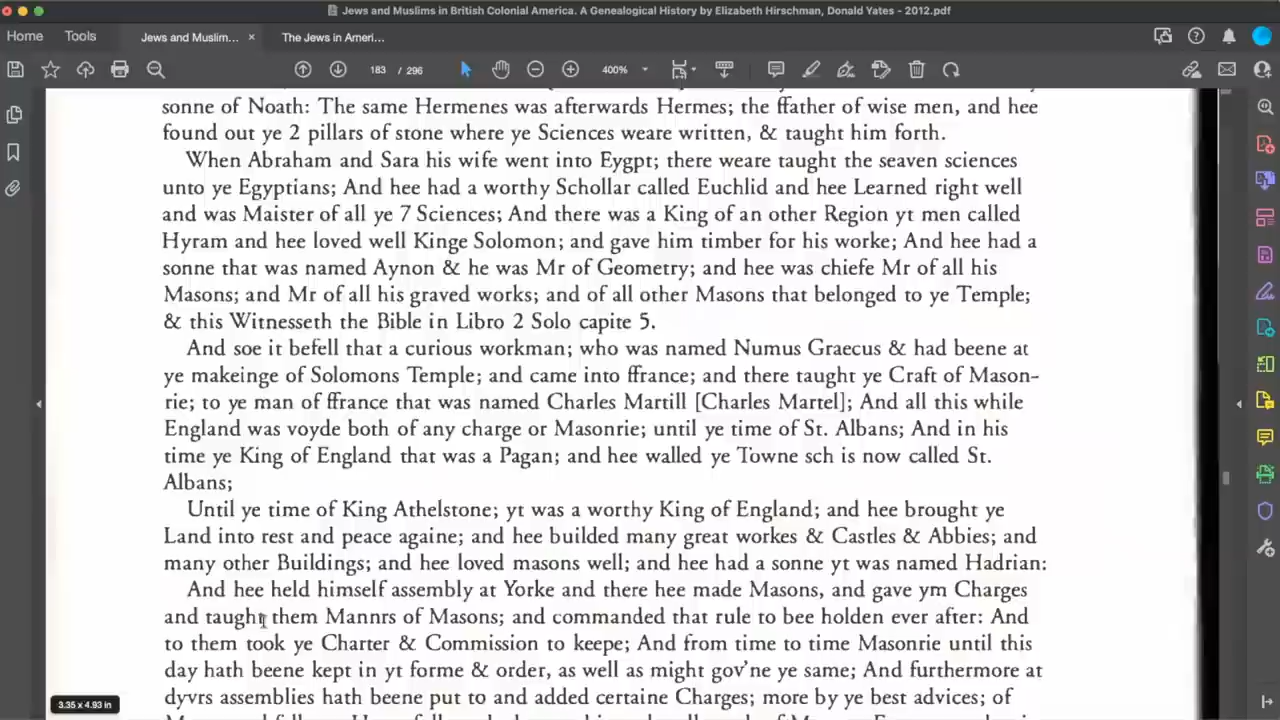 Jews and Muslims in British Colonial America. A Genealogical History by Elizabeth Hirschman, Donald Yates - 2012.pdf
Home Tools Jews and Muslim... × The Jews in Ameri...
183 / 296 400%
sonne of Noath: The same Hermenes was afterwards Hermes; the ffather of wise men, and hee
found out ye 2 pillars of stone where ye Sciences weare written, & taught him forth.
When Abraham and Sara his wife went into Eygpt; there weare taught the seaven sciences
unto ye Egyptians; And hee had a worthy Schollar called Euchlid and hee Learned right well
and was Maister of all ye 7 Sciences; And there was a King of an other Region yt men called
Hyram and hee loved well Kinge Solomon; and gave him timber for his worke; And hee had a
sonne that was named Aynon & he was Mr of Geometry; and hee was chiefe Mr of all his
Masons; and Mr of all his graved works; and of all other Masons that belonged to ye Temple;
& this Witnesseth the Bible in Libro 2 Solo capite 5.
And soe it befell that a curious workman; who was named Numus Graecus & had beene at
ye makeinge of Solomons Temple; and came into ffrance; and there taught ye Craft of Mason-
rie; to ye man of ffrance that was named Charles Martill [Charles Martel]; And all this while
England was voyde both of any charge or Masonrie; until ye time of St. Albans; And in his
time ye King of England that was a Pagan; and hee walled ye Towne sch is now called St.
Albans;
Until ye time of King Athelstone; yt was a worthy King of England; and hee brought ye
Land into rest and peace againe; and hee builded many great workes & Castles & Abbies; and
many other Buildings; and hee loved masons well; and hee had a sonne yt was named Hadrian:
And hee held himself assembly at Yorke and there hee made Masons, and gave ym Charges
and taught them Mannrs of Masons; and commanded that rule to bee holden ever after: And
to them took ye Charter & Commission to keepe; And from time to time Masonrie until this
day hath beene kept in yt forme & order, as well as might gov'ne ye same; And furthermore at
dyvrs assemblies hath beene put to and added certaine Charges; more by ye best advices; of
3.35 x 4.93 in